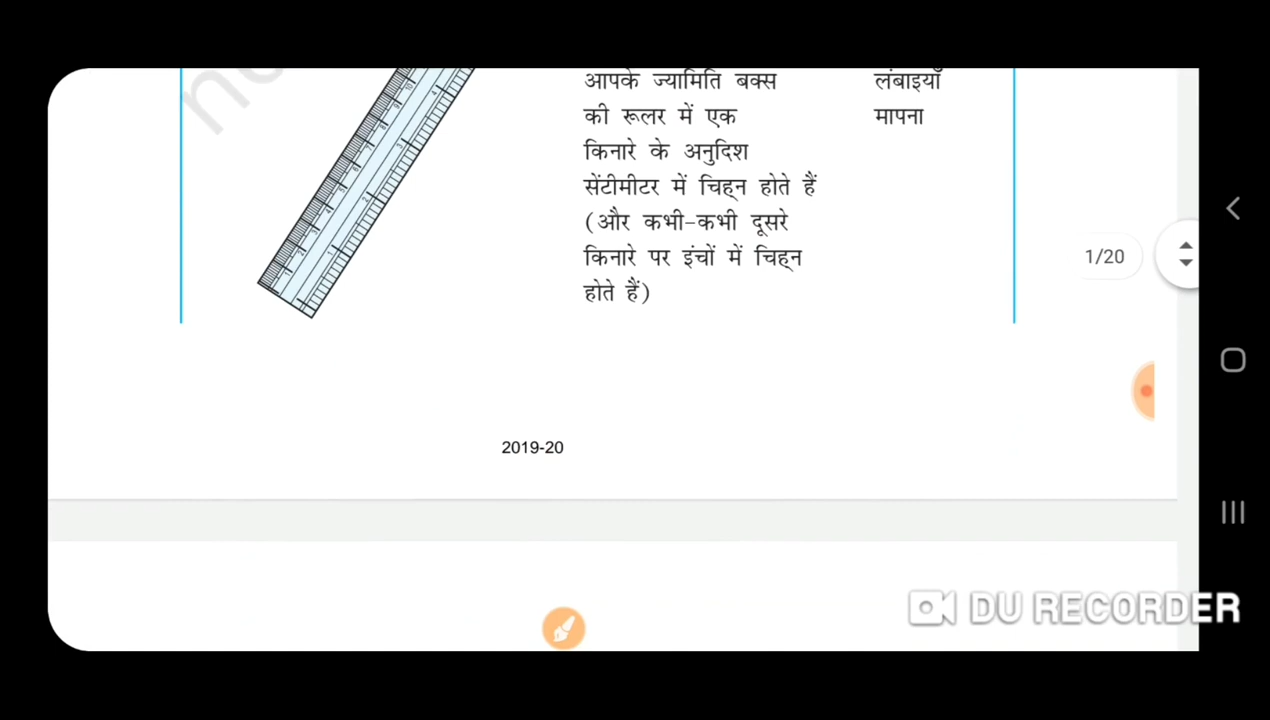 आपके ज्यामिति बक्स
की रूलर में एक
किनारे के अनुदिश
सेंटीमीटर में चिह्न होते हैं
(और कभी-कभी दूसरे
किनारे पर इंचों में चिह्न
होते हैं)
लंबाइयाँ
मापना
1/20
2019-20
DU RECORDER